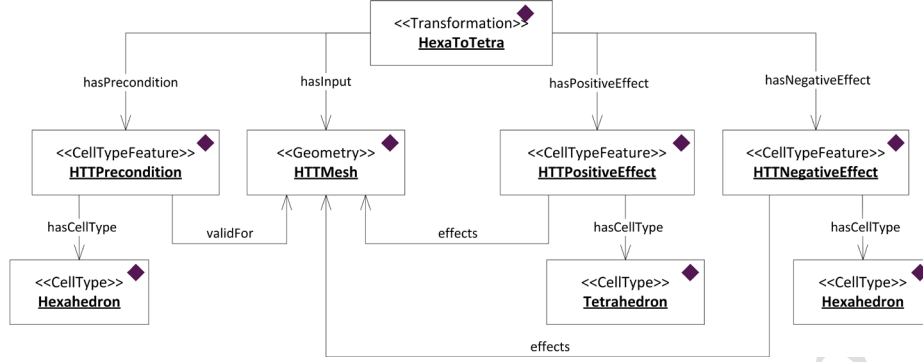 <<Transformation>>
HexaToTetra
hasPrecondition
hasInput
hasPositiveEffect
hasNegativeEffect
<<CellTypeFeature>>
HTTPrecondition
<<Geometry>>
HTTMesh
<<CellTypeFeature>>
HTTPositiveEffect
<<CellTypeFeature>>
HTTNegativeEffect
hasCellType
validFor
effects
hasCellType
hasCellType
<<CellType>>
Hexahedron
<<CellType>>
Tetrahedron
<<CellType>>
Hexahedron
effects